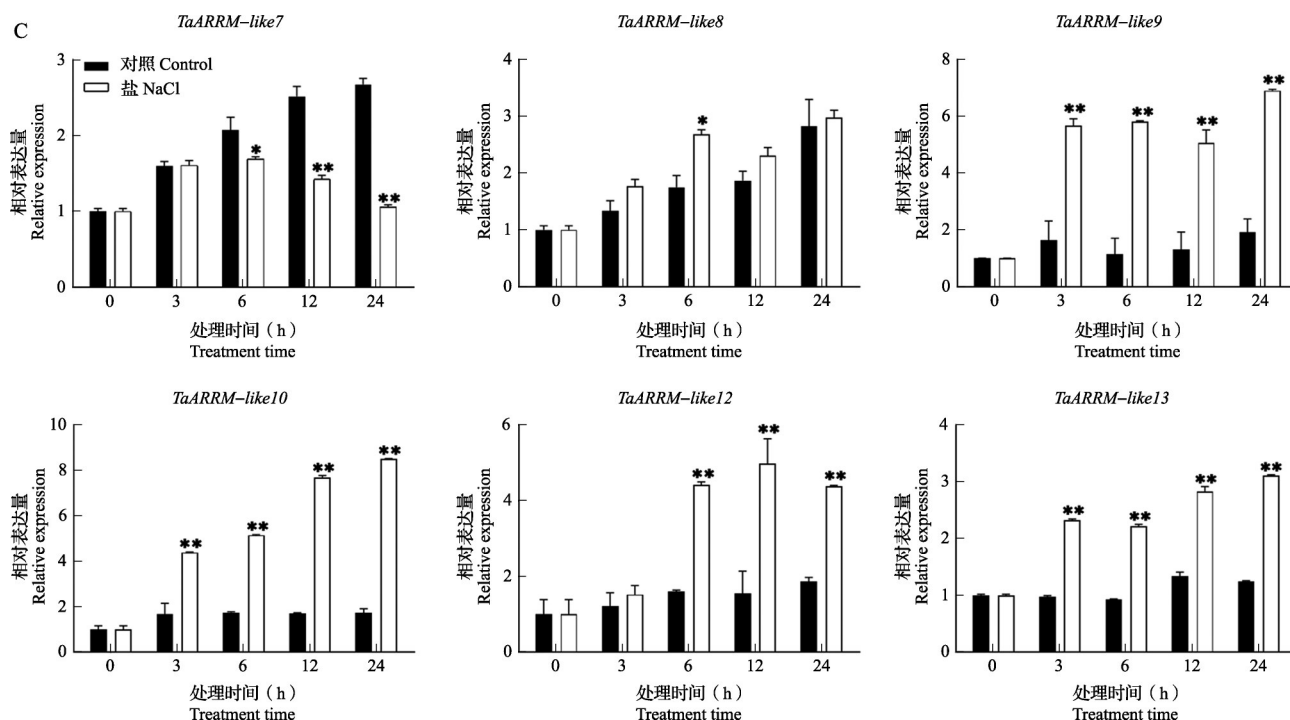 C
TaARRM–like7
相对表达量
Relative expression
3
2
1
0
对照 Control
盐 NaCl
*
**
**
0 3 6 12 24
处理时间（h）
Treatment time
TaARRM–like8
相对表达量
Relative expression
4
3
2
1
0
*
0 3 6 12 24
处理时间（h）
Treatment time
TaARRM–like9
相对表达量
Relative expression
8
6
4
2
0
**
**
**
**
0 3 6 12 24
处理时间（h）
Treatment time
TaARRM–like10
相对表达量
Relative expression
10
8
6
4
2
0
**
**
**
**
0 3 6 12 24
处理时间（h）
Treatment time
TaARRM–like12
相对表达量
Relative expression
6
4
2
0
**
**
**
0 3 6 12 24
处理时间（h）
Treatment time
TaARRM–like13
相对表达量
Relative expression
4
3
2
1
0
**
**
**
**
0 3 6 12 24
处理时间（h）
Treatment time